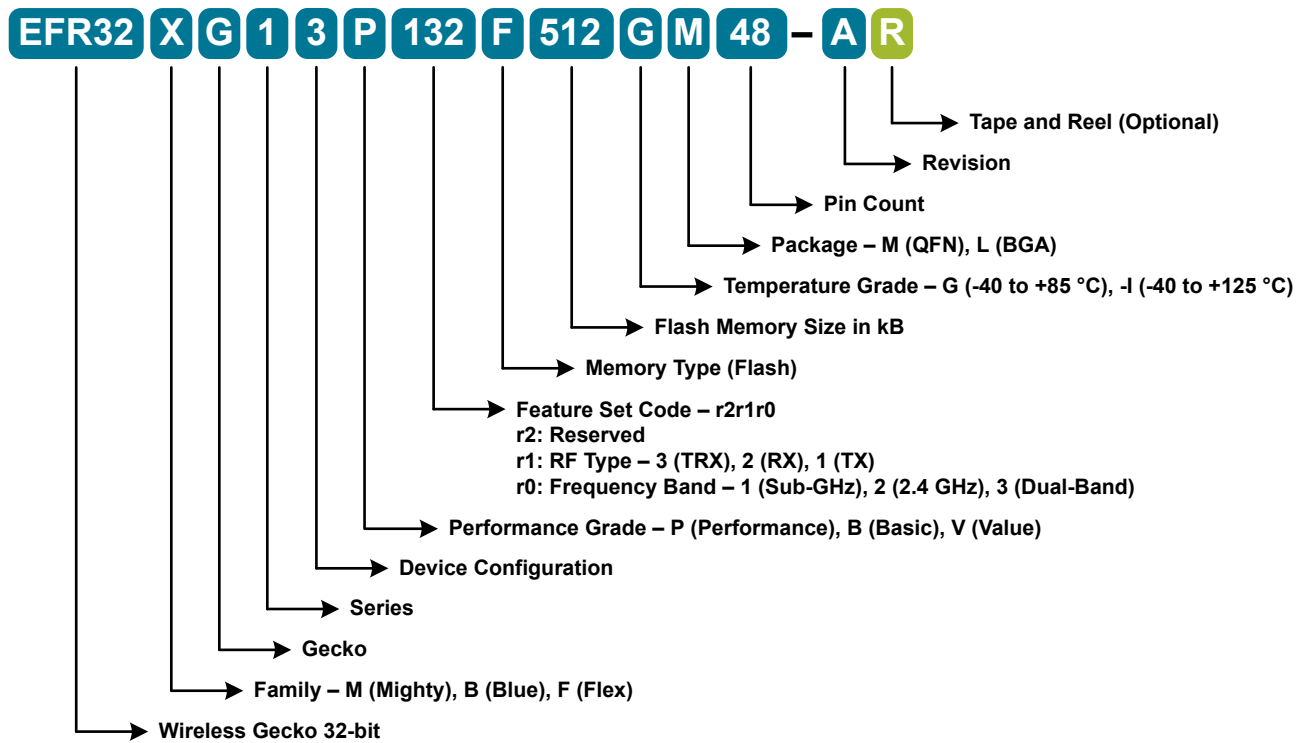 EFR32 X G 1 3 P 132 F 512 G M 48 – A R
Tape and Reel (Optional)
Revision
Pin Count
Package – M (QFN), L (BGA)
Temperature Grade – G (-40 to +85 °C), -I (-40 to +125 °C)
Flash Memory Size in kB
Memory Type (Flash)
Feature Set Code – r2r1r0
r2: Reserved
r1: RF Type – 3 (TRX), 2 (RX), 1 (TX)
r0: Frequency Band – 1 (Sub-GHz), 2 (2.4 GHz), 3 (Dual-Band)
Performance Grade – P (Performance), B (Basic), V (Value)
Device Configuration
Series
Gecko
Family – M (Mighty), B (Blue), F (Flex)
Wireless Gecko 32-bit